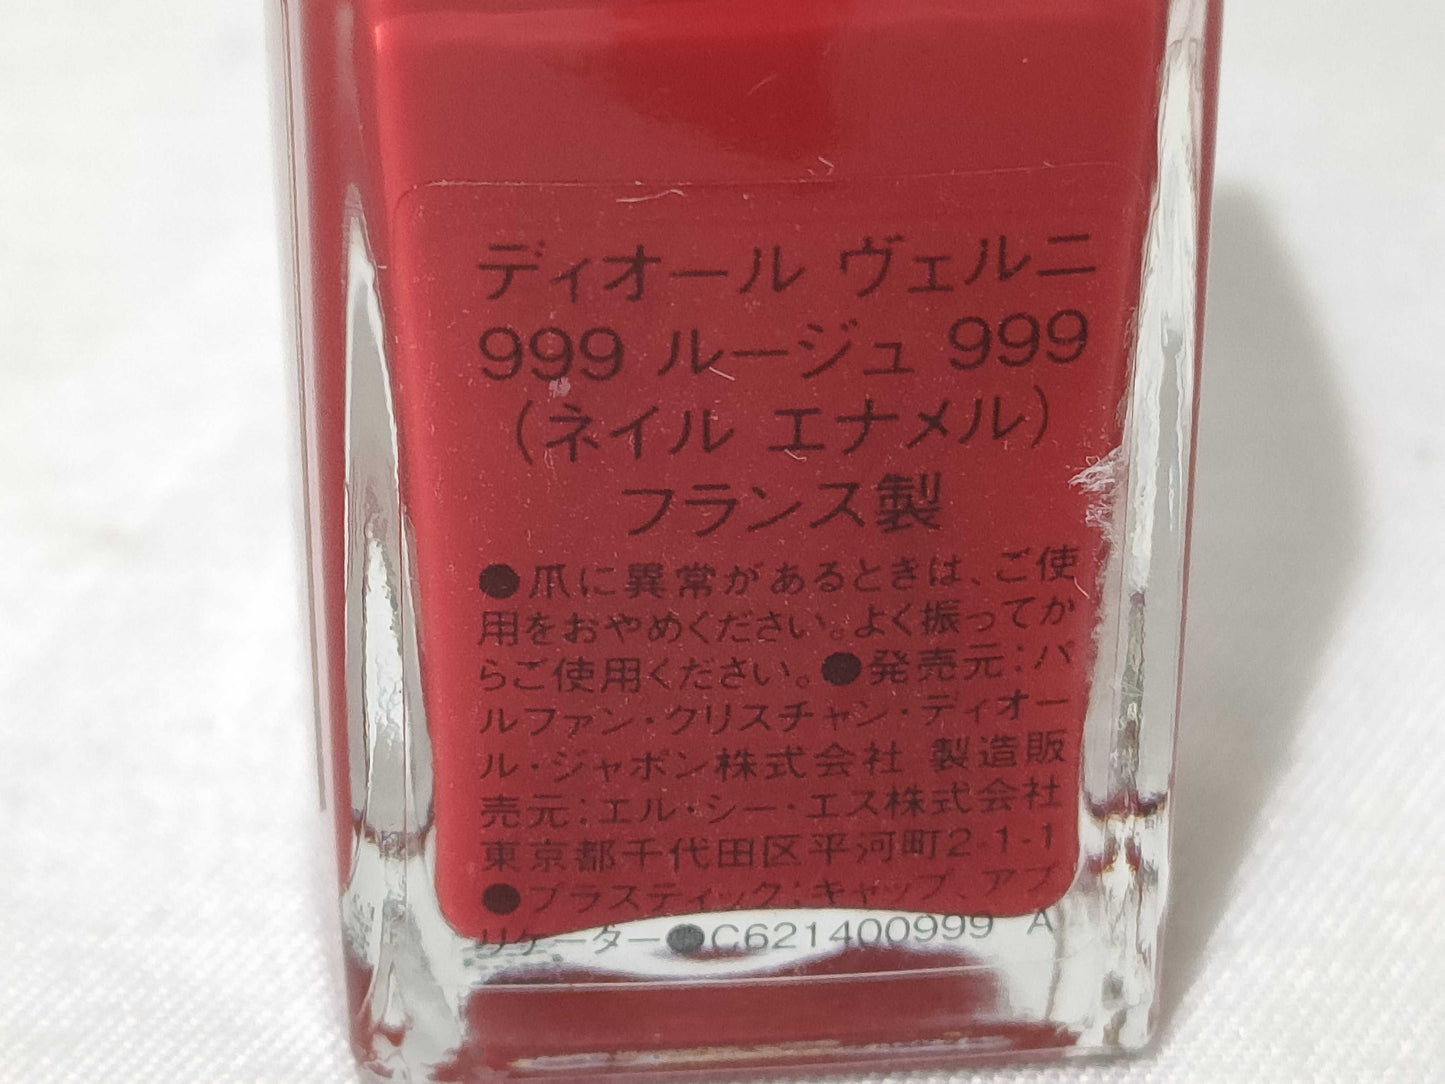 ディオール ヴェルニ
999 ルージュ 999
(ネイル エナメル)
フランス製
●爪に異常があるときは、ご使
用をおやめください。よく振ってか
らご使用ください。●発売元:パ
ルファン・クリスチャン・ディオー
ル・ジャポン株式会社 製造販
売元:エル・シー・エス株式会社
東京都千代田区平河町2-1-1
●プラスティック:キャップ、アプ
リケーター●C621400999 A